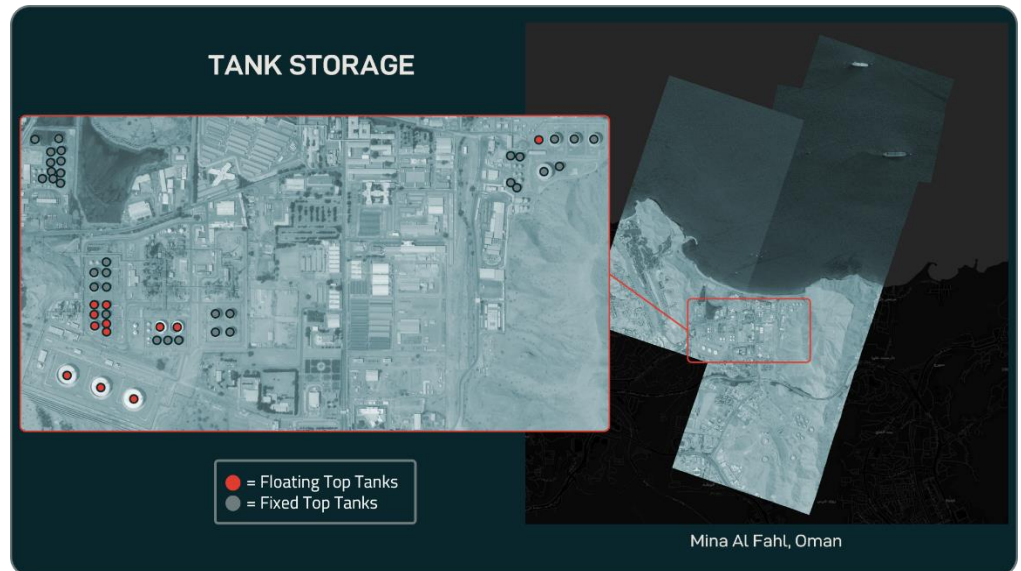 TANK STORAGE
= Floating Top Tanks
= Fixed Top Tanks
Mina Al Fahl, Oman